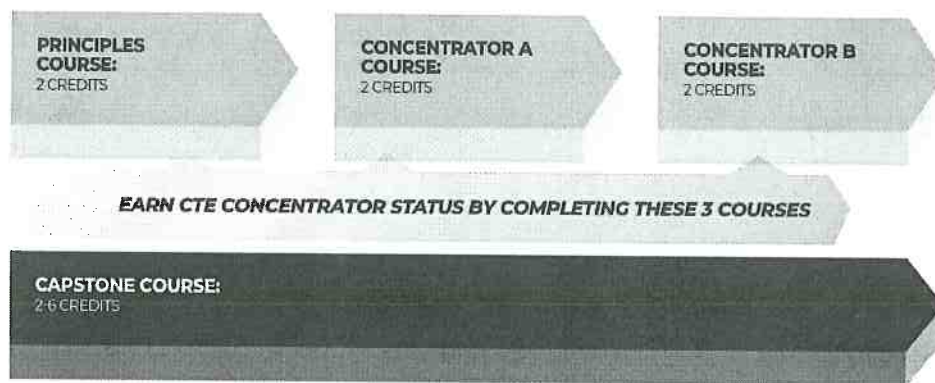 PRINCIPLES
COURSE:
2 CREDITS
CONCENTRATOR A
COURSE:
2 CREDITS
CONCENTRATOR B
COURSE:
2 CREDITS
EARN CTE CONCENTRATOR STATUS BY COMPLETING THESE 3 COURSES
CAPSTONE COURSE:
2-6 CREDITS